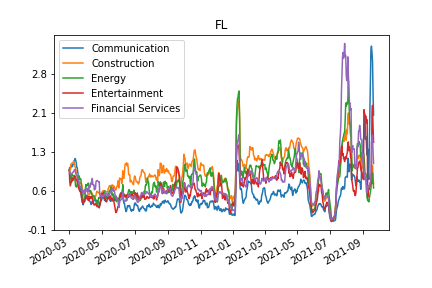 FL
Communication
Construction
Energy
Entertainment
Financial Services
2.8
2.1
1.3
0.6
-0.1
2020-03
2020-05
2020-07
2020-09
2020-11
2021-01
2021-03
2021-05
2021-07
2021-09